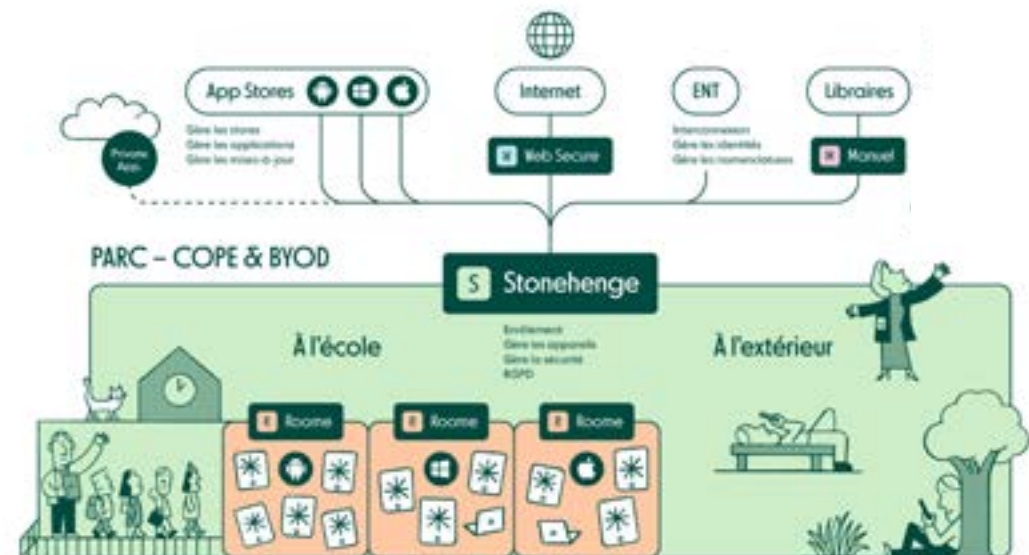 App Stores
Internet
ENT
Libraires
Gère les stores
Gère les applications
Gère les mises-à-jour
Private
App.
Web Secure
Interconnexion
Gère les identités
Gère les nomenclatures
Manuel
PARC – COPE & BYOD
S Stonehenge
À l'école
Enrôlement
Gère les appareils
Gère la sécurité
RGPD
À l'extérieur
R Roome
R Roome
R Roome